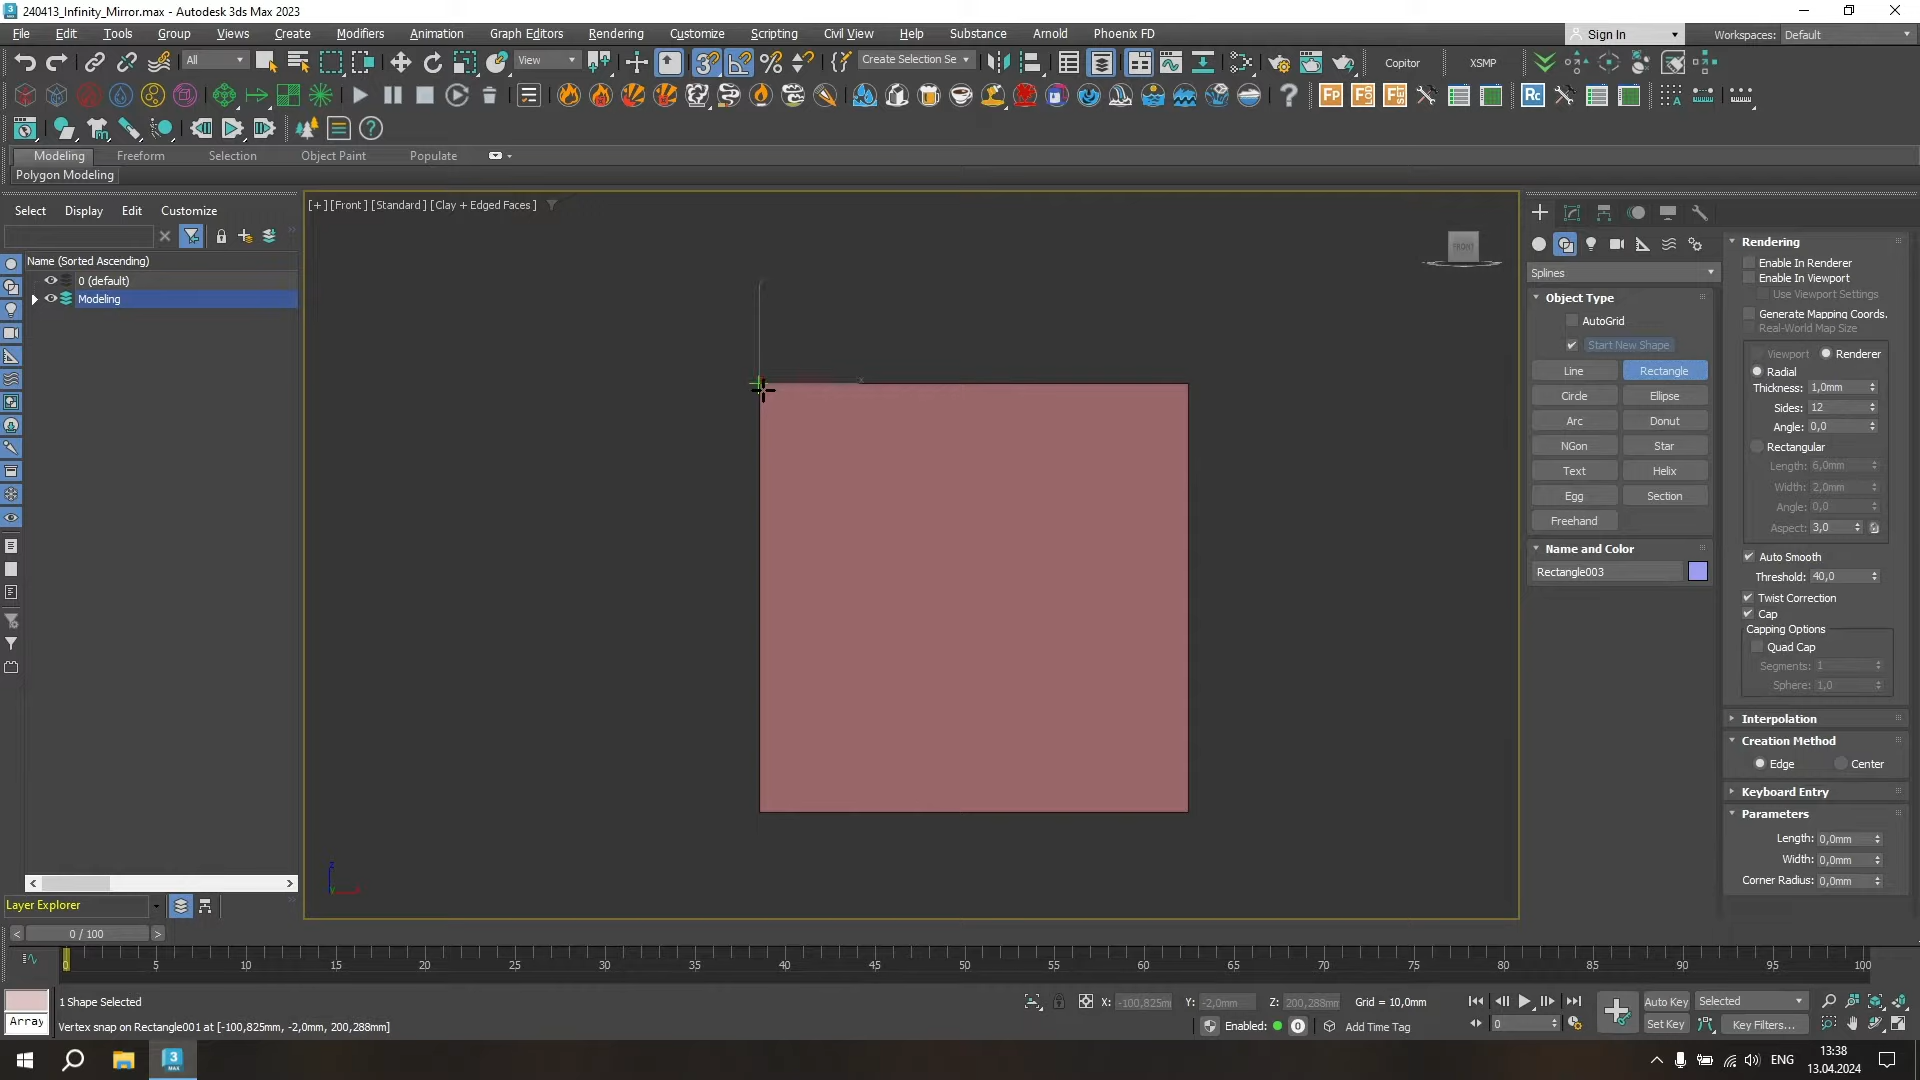 240413_Infinity_Mirror.max - Autodesk 3ds Max 2023
File Edit Tools Group Views Create Modifiers Animation Graph Editors Rendering Customize Scripting Civil View Substance Arnold Phoenix FD
Sign In Workspaces: Default
All View Create Selection Se Copitor XSMP
Modeling Freeform Selection Object Paint Populate
Polygon Modeling
Select Display Edit Customize
Name (Sorted Ascending)
0 (default)
Modeling
Layer Explorer
[+] [Front] [Standard] [Clay + Edged Faces]
FRONT
x
z
Splines
Object Type
AutoGrid
Start New Shape
Line Rectangle
Circle Ellipse
Arc Donut
NGon Star
Text Helix
Egg Section
Freehand
Name and Color
Rectangle003
Rendering
Enable In Renderer
Enable In Viewport
Use Viewport Settings
Generate Mapping Coords.
Real-World Map Size
Viewport Renderer
Radial
Thickness: 1,0mm
Sides: 12
Angle: 0,0
Rectangular
Length: 6,0mm
Width: 2,0mm
Angle: 0,0
Aspect: 3,0
Auto Smooth
Threshold: 40,0
Twist Correction
Cap
Capping Options
Quad Cap
Segments: 1
Sphere: 1,0
Interpolation
Creation Method
Edge Center
Keyboard Entry
Parameters
Length: 0,0mm
Width: 0,0mm
Corner Radius: 0,0mm
< 0 / 100 >
0 5 10 15 20 25 30 35 40 45 50 55 60 65 70 75 80 85 90 95 100
Array
1 Shape Selected
Vertex snap on Rectangle001 at [-100,825mm, -2,0mm, 200,288mm]
X: -100,825m Y: -2,0mm Z: 200,288mm Grid = 10,0mm
Enabled: 0 Add Time Tag
0
Auto Key Selected
Set Key Key Filters...
ENG
13:38
13.04.2024